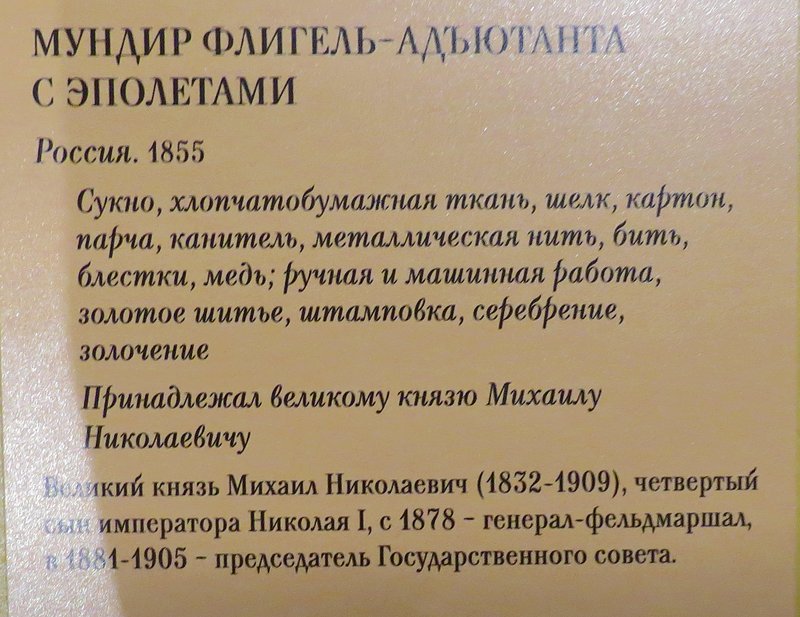 МУНДИР ФЛИГЕЛЬ-АДЪЮТАНТА
С ЭПОЛЕТАМИ
Россия. 1855
Сукно, хлопчатобумажная ткань, шелк, картон,
парча, канитель, металлическая нить, бить,
блестки, медь; ручная и машинная работа,
золотое шитье, штамповка, серебрение,
золочение
Принадлежал великому князю Михаилу
Николаевичу
Великий князь Михаил Николаевич (1832-1909), четвертый
сын императора Николая I, с 1878 – генерал-фельдмаршал,
в 1881-1905 – председатель Государственного совета.